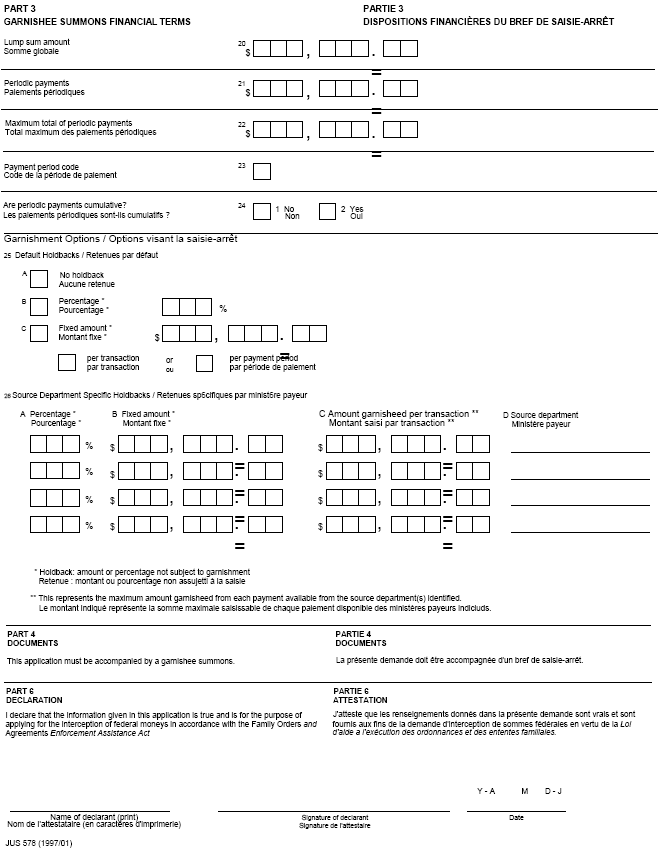 PART 3
GARNISHEE SUMMONS FINANCIAL TERMS
PARTIE 3
DISPOSITIONS FINANCIÈRES DU BREF DE SAISIE-ARRÊT
Lump sum amount
Somme globale
20
$ , .
Periodic payments
Paiements périodiques
21
$ , .
Maximum total of periodic payments
Total maximum des paiements périodiques
22
$ , .
Payment period code
Code de la période de paiement
23
Are periodic payments cumulative?
Les paiements périodiques sont-ils cumulatifs ?
24
1 No
Non
2 Yes
Oui
Garnishment Options / Options visant la saisie-arrêt
25 Default Holdbacks / Retenues par défaut
A No holdback
Aucune retenue
B Percentage * %
Pourcentage *
C Fixed amount * $ , .
Montant fixe *
per transaction
par transaction
or
ou
per payment period
par période de paiement
26 Source Department Specific Holdbacks / Retenues spécifiques par ministère payeur
A Percentage *
Pourcentage *
B Fixed amount *
Montant fixe *
C Amount garnisheed per transaction **
Montant saisi par transaction **
D Source department
Ministère payeur
% $ , . $ , .
% $ , . $ , .
% $ , . $ , .
% $ , . $ , .
* Holdback: amount or percentage not subject to garnishment
Retenue : montant ou pourcentage non assujetti à la saisie
** This represents the maximum amount garnisheed from each payment available from the source department(s) identified.
Le montant indiqué représente la somme maximale saisissable de chaque paiement disponible des ministères payeurs indiciuds.
PART 4
DOCUMENTS
This application must be accompanied by a garnishee summons.
PARTIE 4
DOCUMENTS
La présente demande doit être accompagnée d'un bref de saisie-arrêt.
PART 6
DECLARATION
I declare that the information given in this application is true and is for the purpose of
applying for the interception of federal moneys in accordance with the Family Orders and
Agreements Enforcement Assistance Act
PARTIE 6
ATTESTATION
J'atteste que les renseignements donnés dans la présente demande sont vrais et sont
fournis aux fins de la demande d'interception de sommes fédérales en vertu de la Loi
d'aide a l'exécution des ordonnances et des ententes familiales.
Y - A M D - J
Name of declarant (print)
Nom de l'attestataire (en caractères d'imprimerie)
Signature of declarant
Signature de l'attestaire
Date
JUS 578 (1997/01)